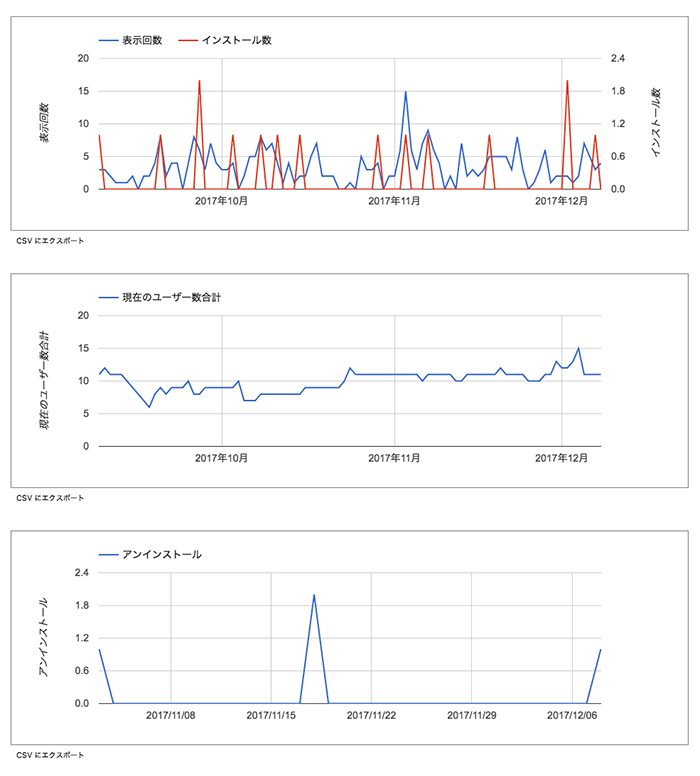 表示回数 インストール数
20 2.4
15 1.8
10 1.2
5 0.6
0 0.0
表示回数
インストール数
2017年10月 2017年11月 2017年12月
CSV にエクスポート
現在のユーザー数合計
20
15
10
5
0
現在のユーザー数合計
2017年10月 2017年11月 2017年12月
CSV にエクスポート
アンインストール
2.4
1.8
1.2
0.6
0.0
アンインストール
2017/11/08 2017/11/15 2017/11/22 2017/11/29 2017/12/06
CSV にエクスポート